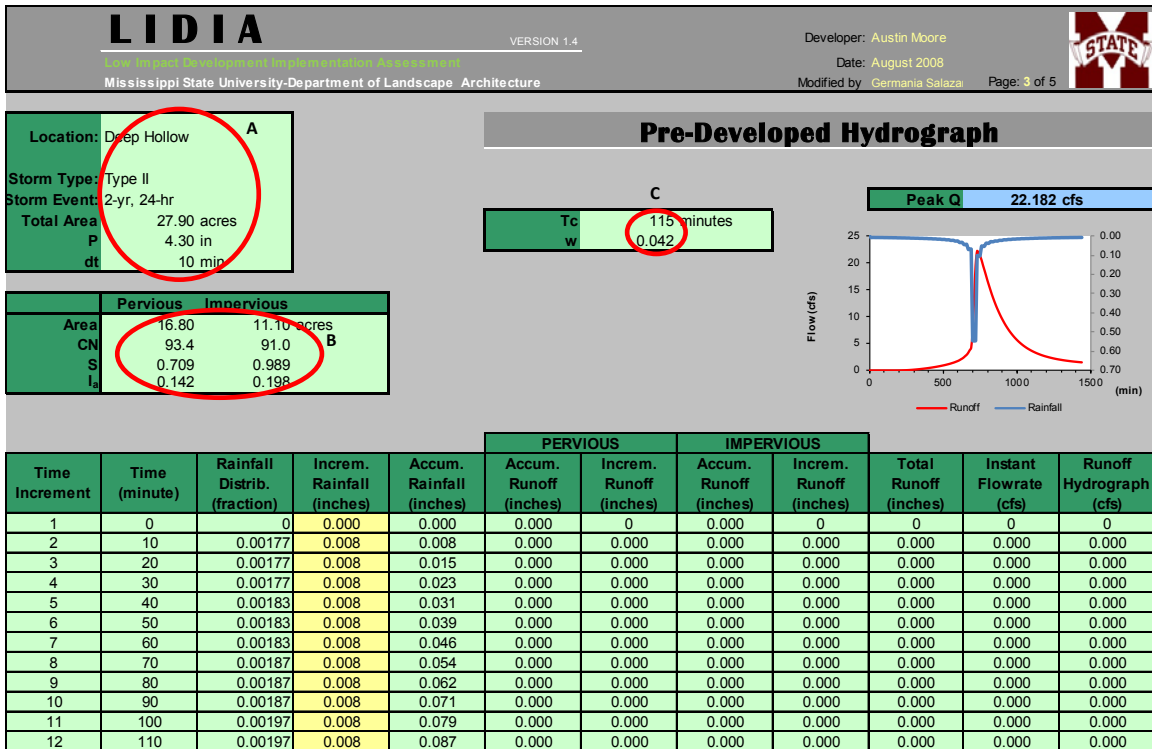 LIDIA
VERSION 1.4
Low Impact Development Implementation Assessment
Mississippi State University-Department of Landscape Architecture
Developer: Austin Moore
Date: August 2008
Modified by Germania Salazar
Page: 3 of 5
STATE
Location: Deep Hollow
A
Storm Type: Type II
Storm Event: 2-yr, 24-hr
Total Area 27.90 acres
P 4.30 in
dt 10 min
Pre-Developed Hydrograph
C
Tc 115 minutes
w 0.042
Peak Q 22.182 cfs
Pervious Impervious
Area 16.80 11.10 acres
CN 93.4 91.0
B
S 0.709 0.989
Ia 0.142 0.198
25 0.00
0.10
20 0.20
15 0.30
10 0.40
5 0.50
0.60
0 0.70
Flow (cfs)
0 500 1000 1500
(min)
Runoff Rainfall
PERVIOUS IMPERVIOUS
Time Increment Time (minute) Rainfall Distrib. (fraction) Increm. Rainfall (inches) Accum. Rainfall (inches) Accum. Runoff (inches) Increm. Runoff (inches) Accum. Runoff (inches) Increm. Runoff (inches) Total Runoff (inches) Instant Flowrate (cfs) Runoff Hydrograph (cfs)
1 0 0 0.000 0.000 0.000 0 0.000 0 0 0 0
2 10 0.00177 0.008 0.008 0.000 0.000 0.000 0.000 0.000 0.000 0.000
3 20 0.00177 0.008 0.015 0.000 0.000 0.000 0.000 0.000 0.000 0.000
4 30 0.00177 0.008 0.023 0.000 0.000 0.000 0.000 0.000 0.000 0.000
5 40 0.00183 0.008 0.031 0.000 0.000 0.000 0.000 0.000 0.000 0.000
6 50 0.00183 0.008 0.039 0.000 0.000 0.000 0.000 0.000 0.000 0.000
7 60 0.00183 0.008 0.046 0.000 0.000 0.000 0.000 0.000 0.000 0.000
8 70 0.00187 0.008 0.054 0.000 0.000 0.000 0.000 0.000 0.000 0.000
9 80 0.00187 0.008 0.062 0.000 0.000 0.000 0.000 0.000 0.000 0.000
10 90 0.00187 0.008 0.071 0.000 0.000 0.000 0.000 0.000 0.000 0.000
11 100 0.00197 0.008 0.079 0.000 0.000 0.000 0.000 0.000 0.000 0.000
12 110 0.00197 0.008 0.087 0.000 0.000 0.000 0.000 0.000 0.000 0.000